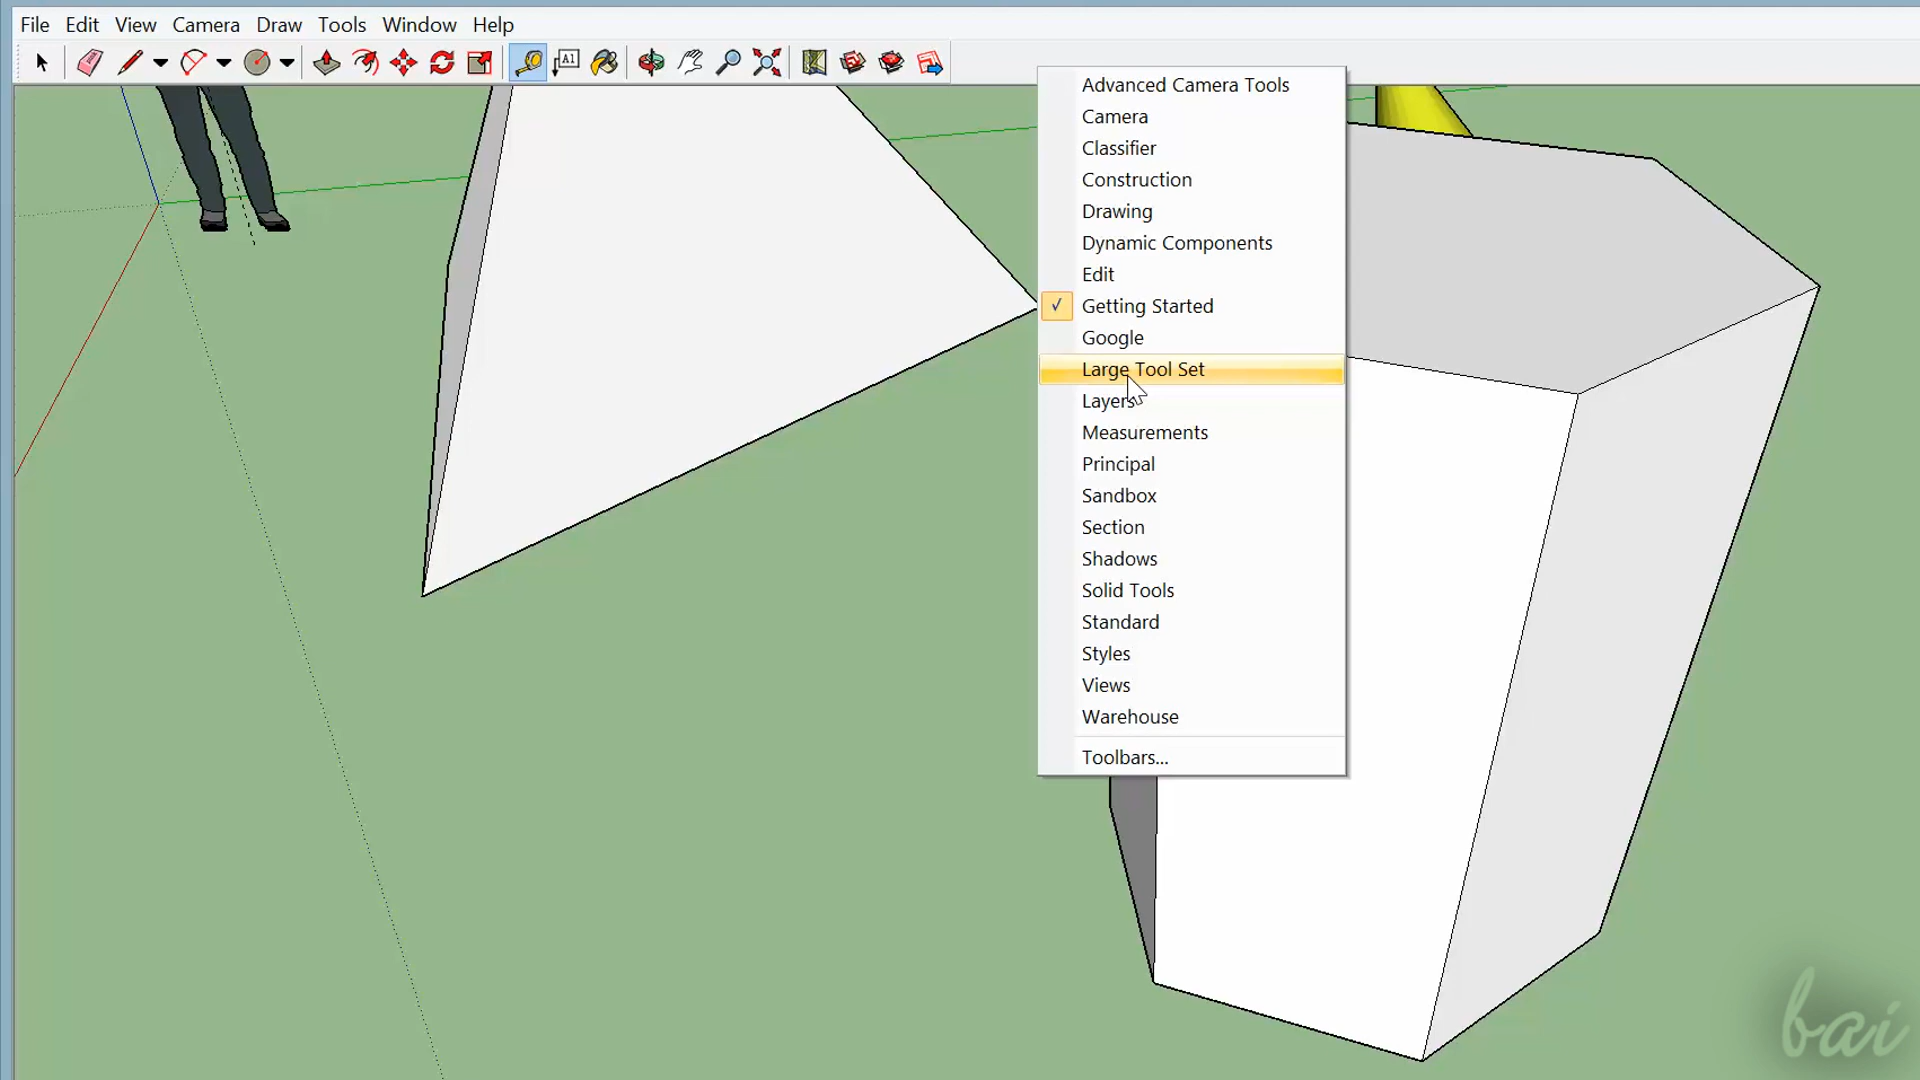 File Edit View Camera Draw Tools Window Help
A1
Advanced Camera Tools
Camera
Classifier
Construction
Drawing
Dynamic Components
Edit
✓ Getting Started
Google
Large Tool Set
Layers
Measurements
Principal
Sandbox
Section
Shadows
Solid Tools
Standard
Styles
Views
Warehouse
Toolbars...
bai